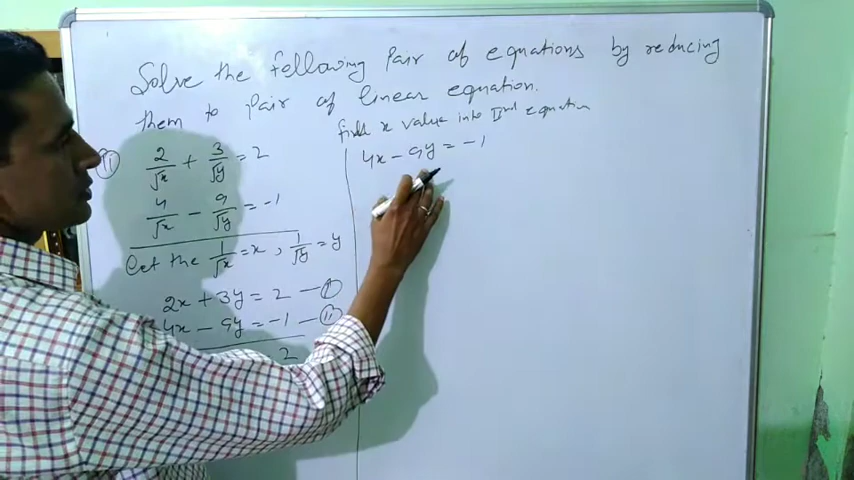 Solve the following Pair of equations by reducing
them to Pair of linear equation.
(ii) 2/√x + 3/√y = 2
4/√x - 9/√y = -1
Let the 1/√x = x, 1/√y = y
2x + 3y = 2 — (i)
4x - 9y = -1 — (ii)
2
x value into IInd equation
4x - 9y = -1